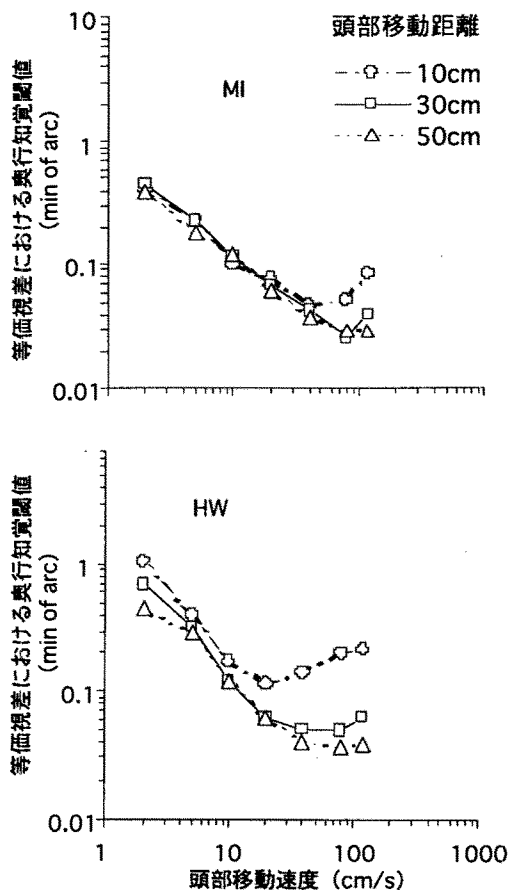 頭部移動距離
10cm
30cm
50cm
MI
等価視差における奥行知覚閾値
(min of arc)
10
1
0.1
0.01
HW
等価視差における奥行知覚閾値
(min of arc)
1
0.1
0.01
1
10
100
1000
頭部移動速度 (cm/s)